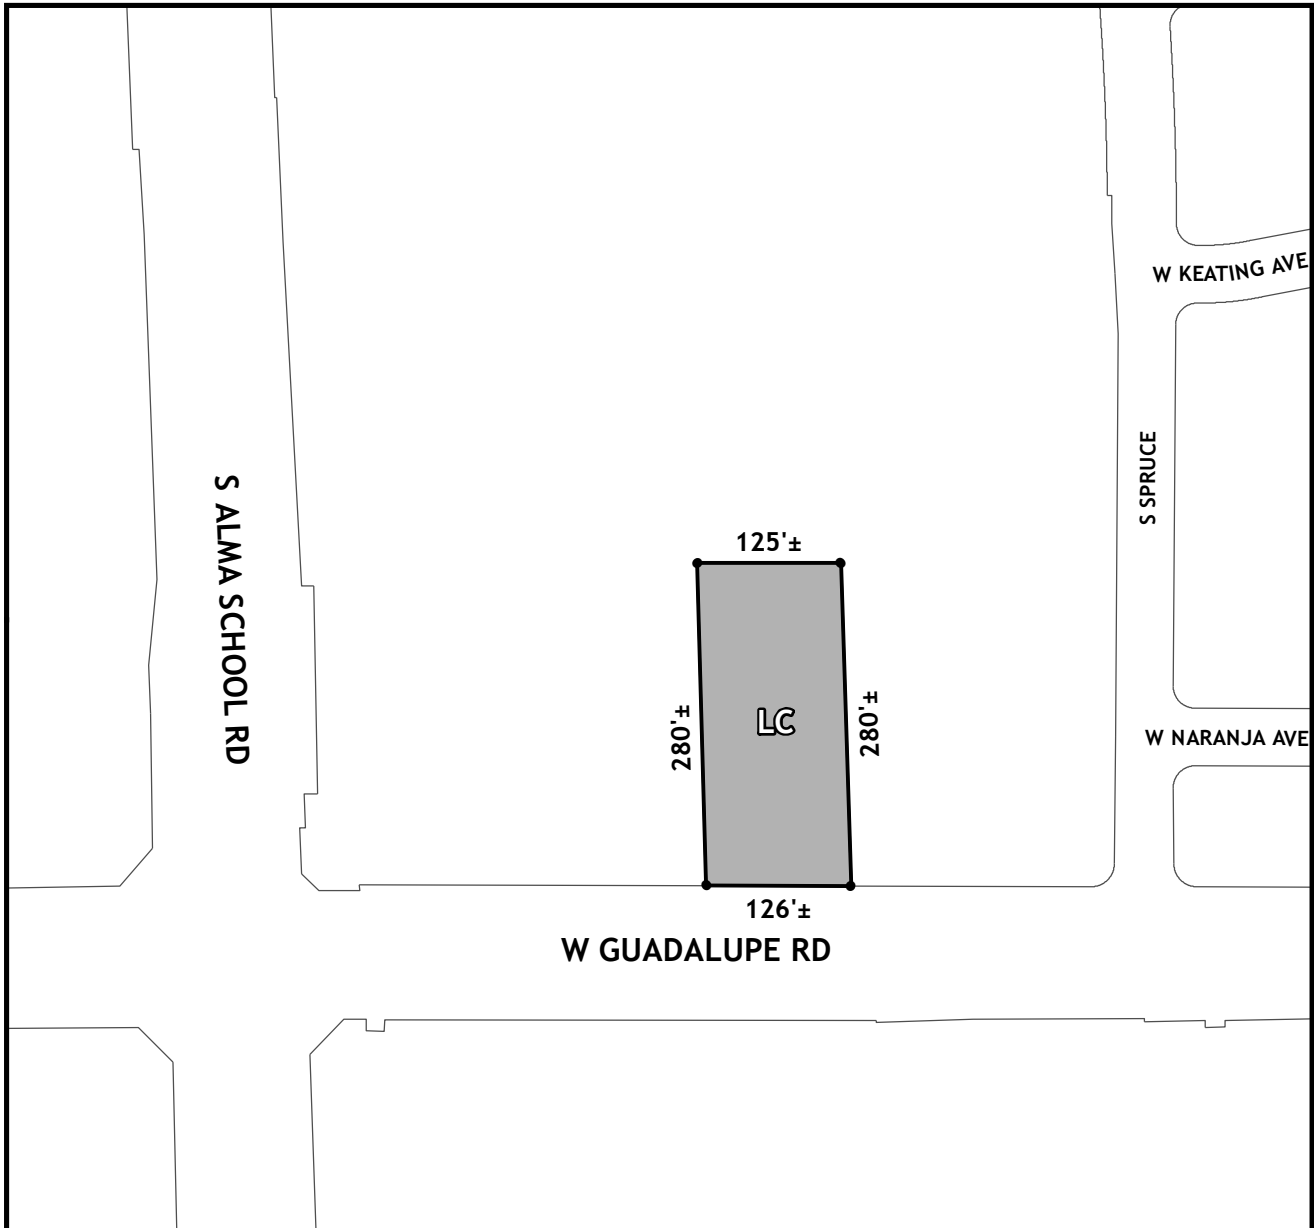 W KEATING AVE
S SPRUCE
S ALMA SCHOOL RD
125'±
280'±
LC
280'±
W NARANJA AVE
126'±
W GUADALUPE RD